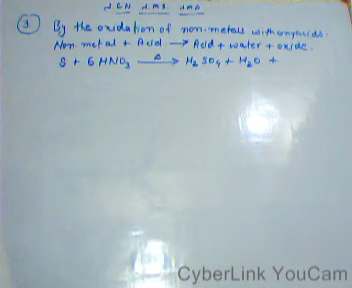 3 By the oxidation of non-metals with oxyacids.
Non metal + Acid → Acid + water + oxide.
S + 6 HNO₃ →Δ H₂SO₄ + H₂O +
CyberLink YouCam